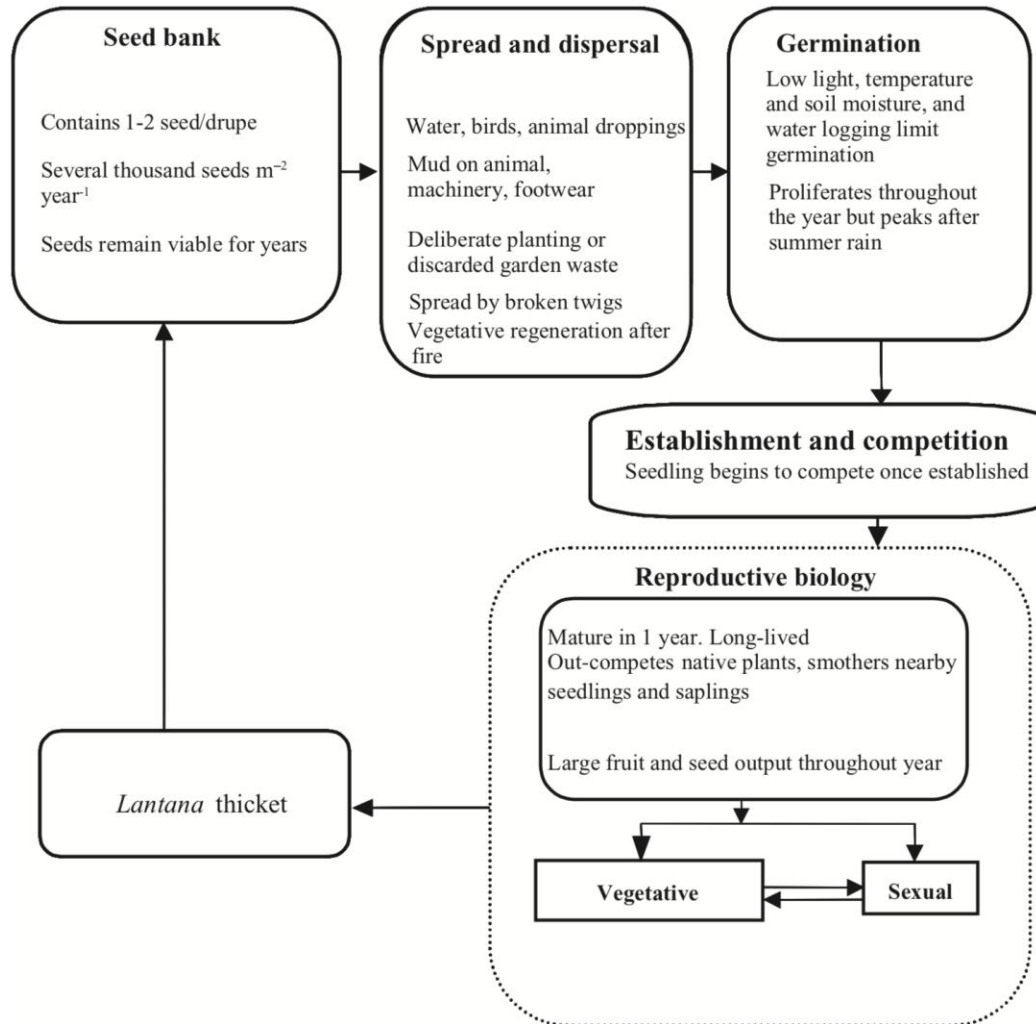 Seed bank
Contains 1-2 seed/drupe
Several thousand seeds m⁻²
year⁻¹
Seeds remain viable for years
Spread and dispersal
Water, birds, animal droppings
Mud on animal,
machinery, footwear
Deliberate planting or
discarded garden waste
Spread by broken twigs
Vegetative regeneration after
fire
Germination
Low light, temperature
and soil moisture, and
water logging limit
germination
Proliferates throughout
the year but peaks after
summer rain
Establishment and competition
Seedling begins to compete once established
Reproductive biology
Mature in 1 year. Long-lived
Out-competes native plants, smothers nearby
seedlings and saplings
Large fruit and seed output throughout year
Vegetative
Sexual
Lantana thicket